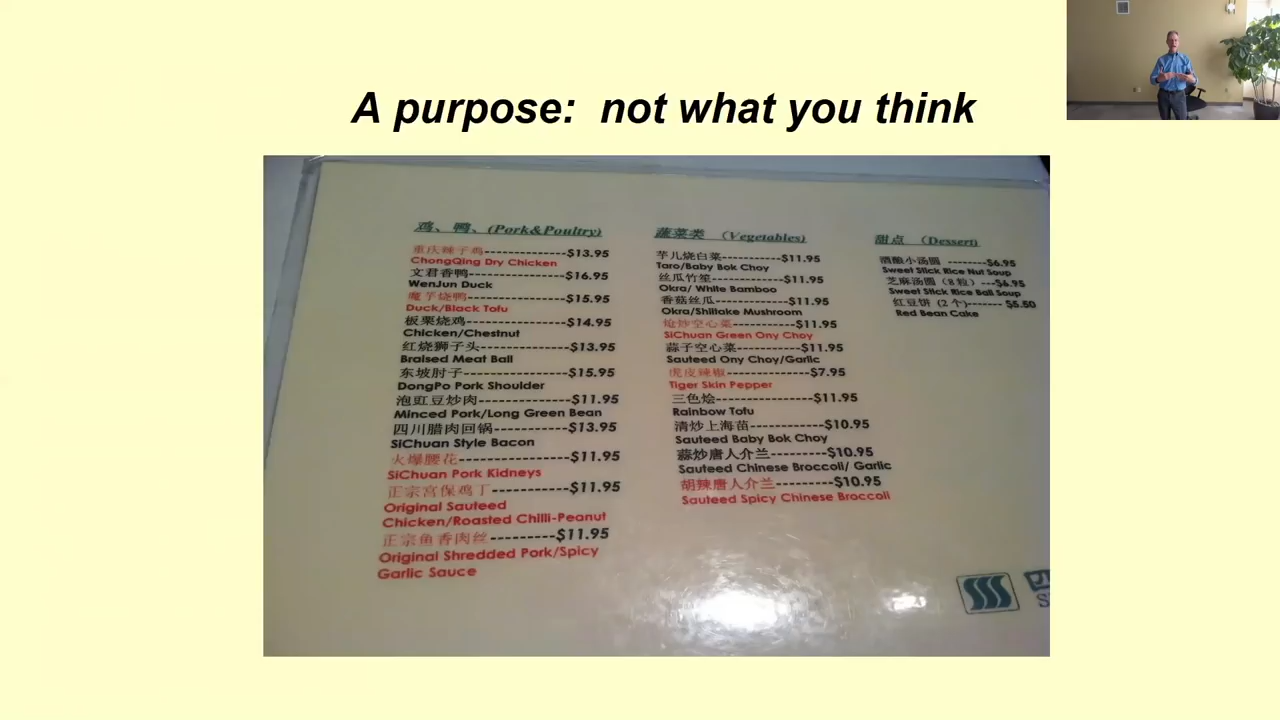 A purpose: not what you think
鸡、鸭、(Pork&Poultry)
重庆辣子鸡-------------$13.95
ChongQing Dry Chicken
文君香鸭----------------$16.95
WenJun Duck
魔芋烧鸭----------------$15.95
Duck/Black Tofu
板栗烧鸡----------------$14.95
Chicken/Chestnut
红烧狮子头-------------$13.95
Braised Meat Ball
东坡肘子----------------$15.95
DongPo Pork Shoulder
泡豇豆炒肉-------------$11.95
Minced Pork/Long Green Bean
四川腊肉回锅----------$13.95
SiChuan Style Bacon
火爆腰花----------------$11.95
SiChuan Pork Kidneys
正宗宫保鸡丁----------$11.95
Original Sauteed
Chicken/Roasted Chilli-Peanut
正宗鱼香肉丝---------$11.95
Original Shredded Pork/Spicy
Garlic Sauce
蔬菜类 （Vegetables)
芋儿烧白菜---------$11.95
Taro/Baby Bok Choy
丝瓜竹笙------------$11.95
Okra/ White Bamboo
香菇丝瓜------------$11.95
Okra/Shiitake Mushroom
炝炒空心菜---------$11.95
SiChuan Green Ony Choy
蒜子空心菜---------$11.95
Sauteed Ony Choy/Garlic
虎皮辣椒------------$7.95
Tiger Skin Pepper
三色烩---------------$11.95
Rainbow Tofu
清炒上海苗---------$10.95
Sauteed Baby Bok Choy
蒜炒唐人介兰------$10.95
Sauteed Chinese Broccoli/ Garlic
胡辣唐人介兰------$10.95
Sauteed Spicy Chinese Broccoli
甜点 （Dessert)
酒酿小汤圆 -------$6.95
Sweet Stick Rice Nut Soup
芝麻汤圆（8 粒）---$6.95
Sweet Stick Rice Ball Soup
红豆饼 (2 个)------- $5.50
Red Bean Cake
SSS